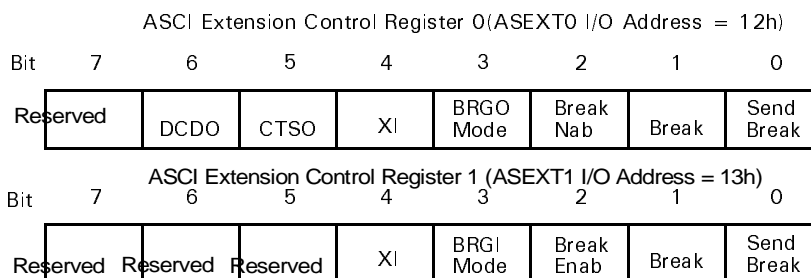 ASCI Extension Control Register 0(ASEXT0 I/O Address = 12h)
Bit 7 6 5 4 3 2 1 0
Reserved DCDO CTSO XI BRGO Mode Break Nab Break Send Break
ASCI Extension Control Register 1 (ASEXT1 I/O Address = 13h)
Bit 7 6 5 4 3 2 1 0
Reserved Reserved Reserved XI BRGI Mode Break Enab Break Send Break